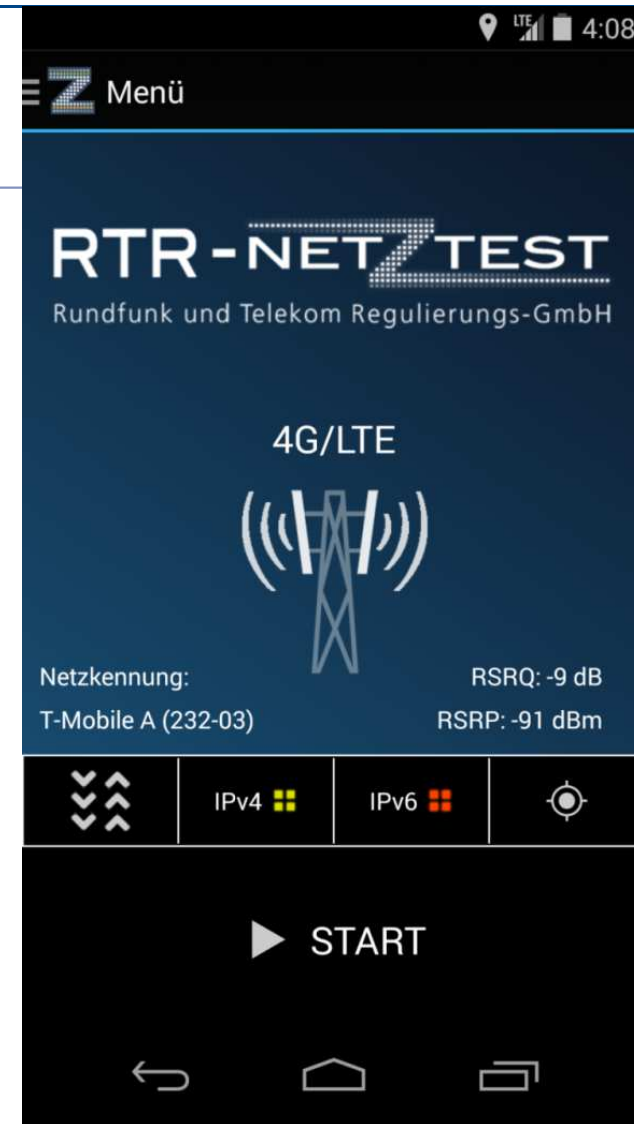 LTE 4:08
Menü
RTR-NETZTEST
Rundfunk und Telekom Regulierungs-GmbH
4G/LTE
Netzkennung: RSRQ: -9 dB
T-Mobile A (232-03) RSRP: -91 dBm
IPv4 IPv6
START